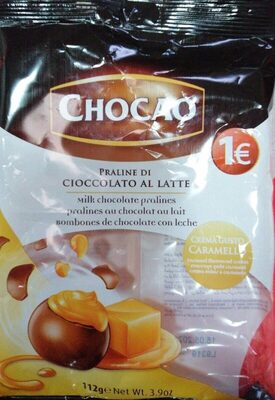 CHOCAO
1€
PRALINE DI
CIOCCOLATO AL LATTE
Milk chocolate pralines
pralines au chocolat au lait
Bombones de chocolate con leche
CREMA GUSTO
CARAMELLO
112g e Net Wt. 3.9oz